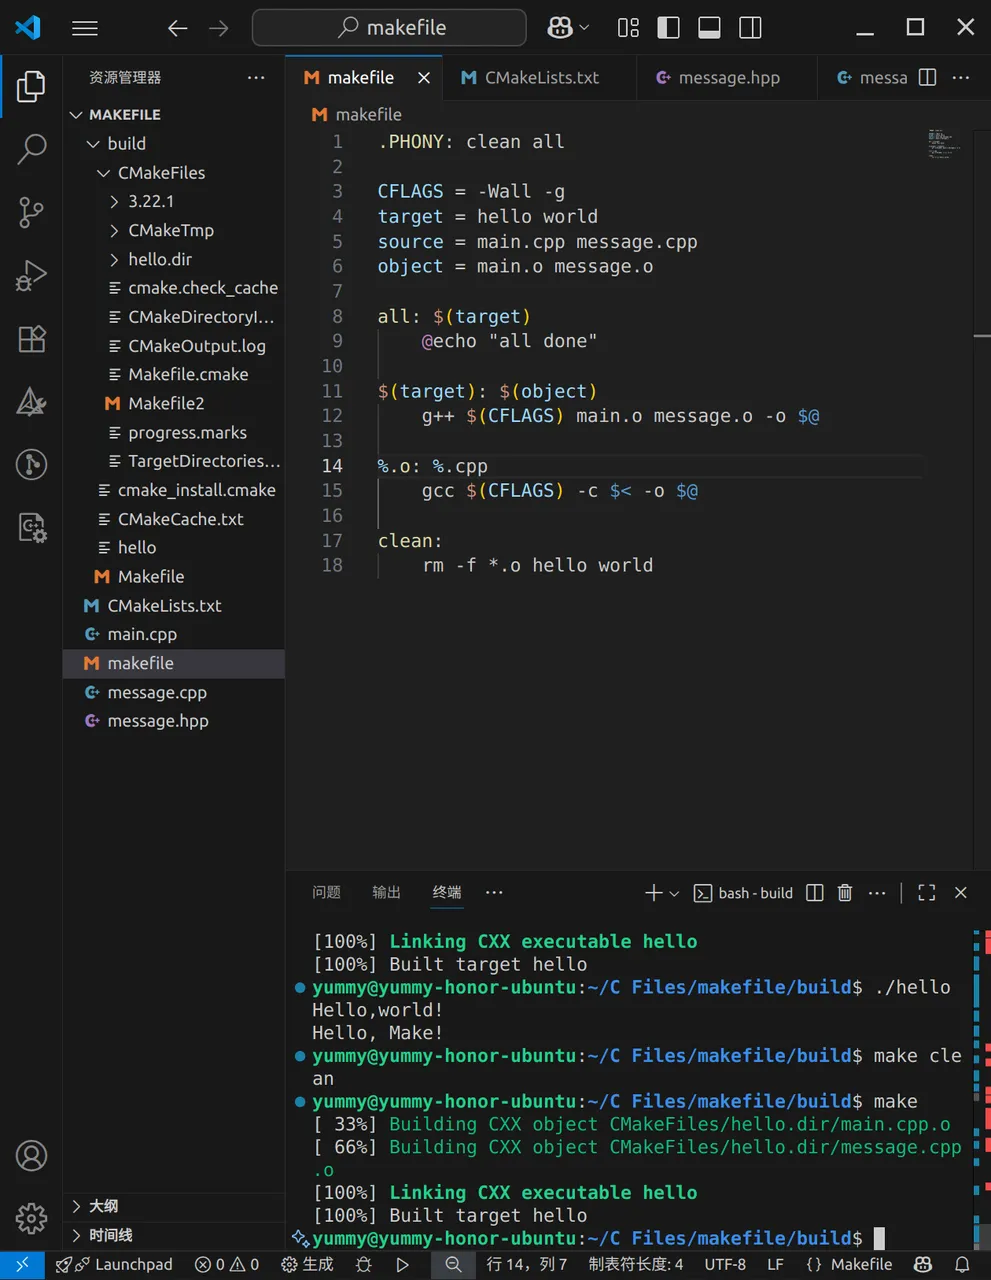 makefile
资源管理器
MAKEFILE
build
CMakeFiles
3.22.1
CMakeTmp
hello.dir
cmake.check_cache
CMakeDirectoryI...
CMakeOutput.log
Makefile.cmake
Makefile2
progress.marks
TargetDirectories...
cmake_install.cmake
CMakeCache.txt
hello
Makefile
CMakeLists.txt
main.cpp
makefile
message.cpp
message.hpp
大纲
时间线
makefile CMakeLists.txt message.hpp messa
makefile
1 .PHONY: clean all
2
3 CFLAGS = -Wall -g
4 target = hello world
5 source = main.cpp message.cpp
6 object = main.o message.o
7
8 all: $(target)
9 @echo "all done"
10
11 $(target): $(object)
12 g++ $(CFLAGS) main.o message.o -o $@
13
14 %.o: %.cpp
15 gcc $(CFLAGS) -c $< -o $@
16
17 clean:
18 rm -f *.o hello world
问题 输出 终端 bash - build
[100%] Linking CXX executable hello
[100%] Built target hello
yummy@yummy-honor-ubuntu:~/C Files/makefile/build$ ./hello
Hello,world!
Hello, Make!
yummy@yummy-honor-ubuntu:~/C Files/makefile/build$ make cle
an
yummy@yummy-honor-ubuntu:~/C Files/makefile/build$ make
[ 33%] Building CXX object CMakeFiles/hello.dir/main.cpp.o
[ 66%] Building CXX object CMakeFiles/hello.dir/message.cpp
.o
[100%] Linking CXX executable hello
[100%] Built target hello
yummy@yummy-honor-ubuntu:~/C Files/makefile/build$
Launchpad 0 0 生成 行 14，列 7 制表符长度: 4 UTF-8 LF {} Makefile